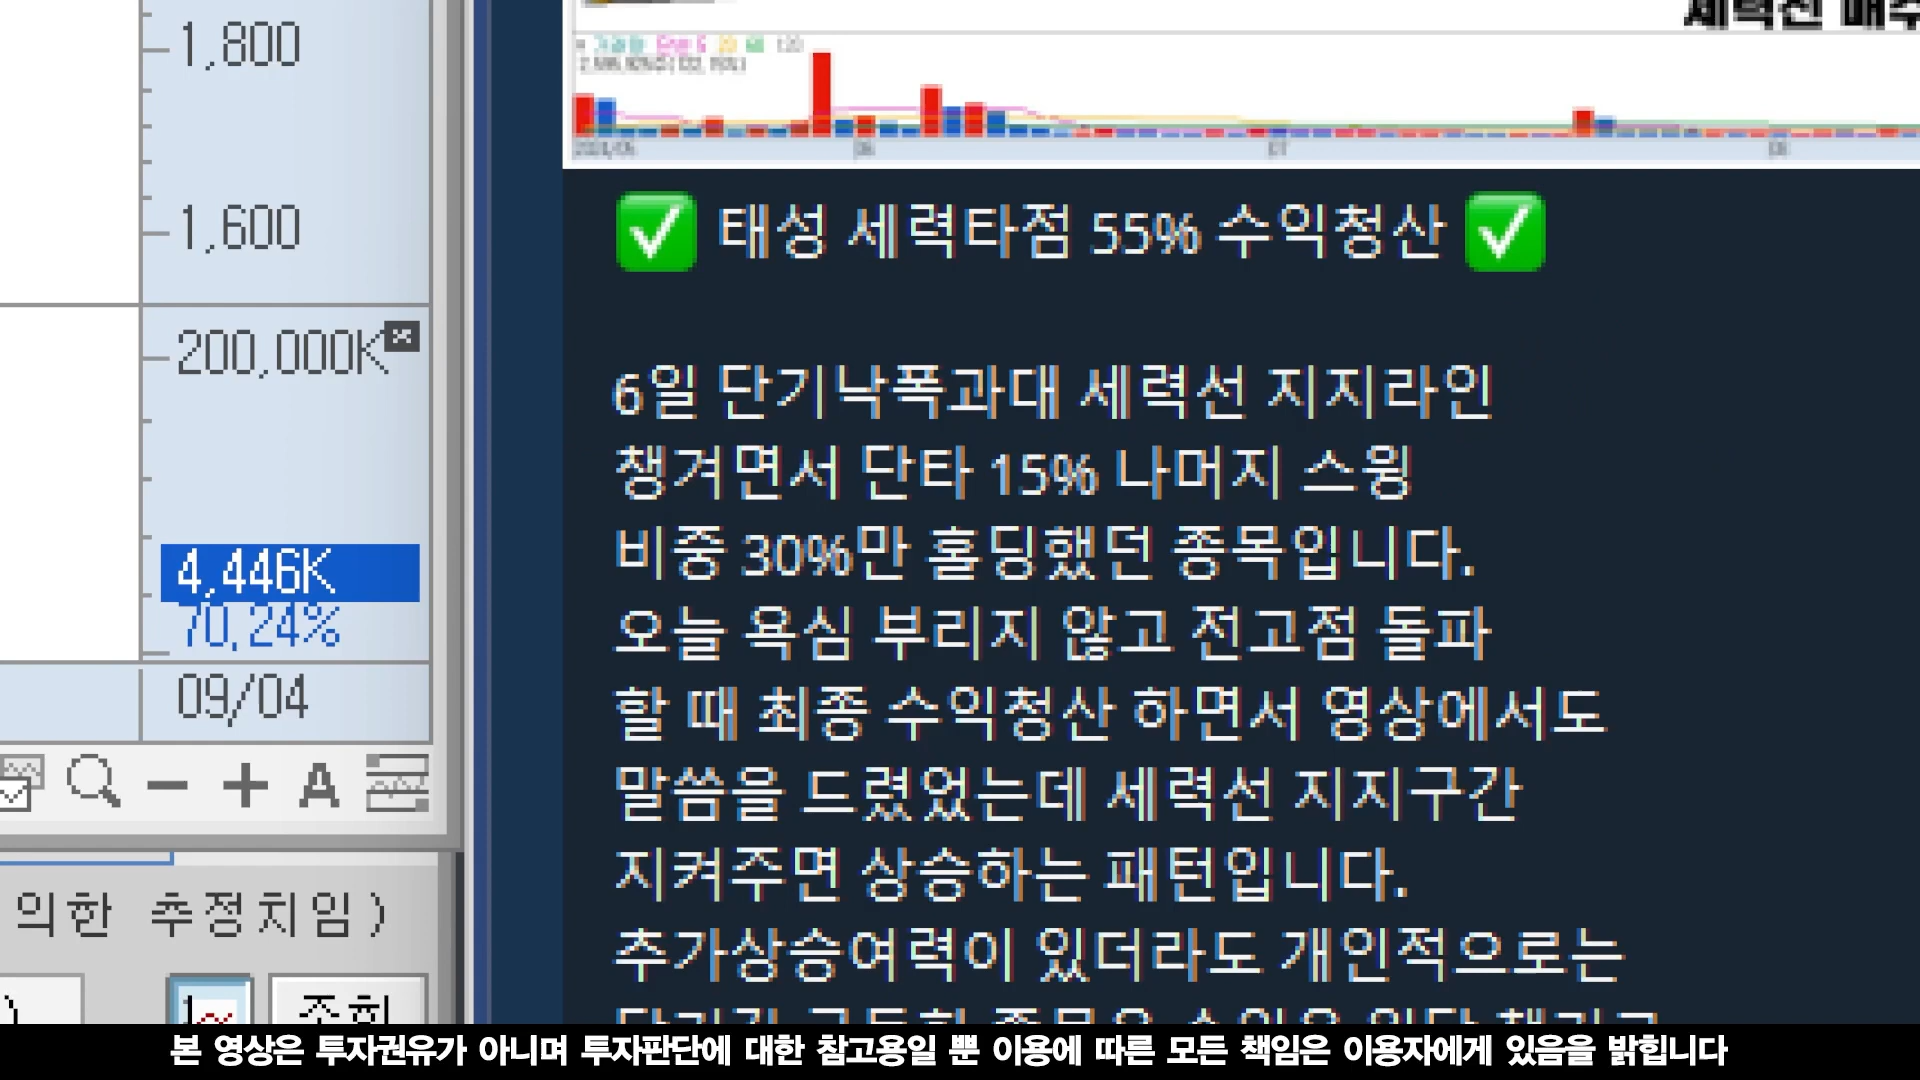 1,800
1,600
200,000K
4,446K
70,24%
09/04
A
의한 추정치임)
조회
세력선 매수
06
07
08
✅ 태성 세력타점 55% 수익청산 ✅
6일 단기낙폭과대 세력선 지지라인
챙겨면서 단타 15% 나머지 스윙
비중 30%만 홀딩했던 종목입니다.
오늘 욕심 부리지 않고 전고점 돌파
할 때 최종 수익청산 하면서 영상에서도
말씀을 드렸었는데 세력선 지지구간
지켜주면 상승하는 패턴입니다.
추가상승여력이 있더라도 개인적으로는
본 영상은 투자권유가 아니며 투자판단에 대한 참고용일 뿐 이용에 따른 모든 책임은 이용자에게 있음을 밝힙니다